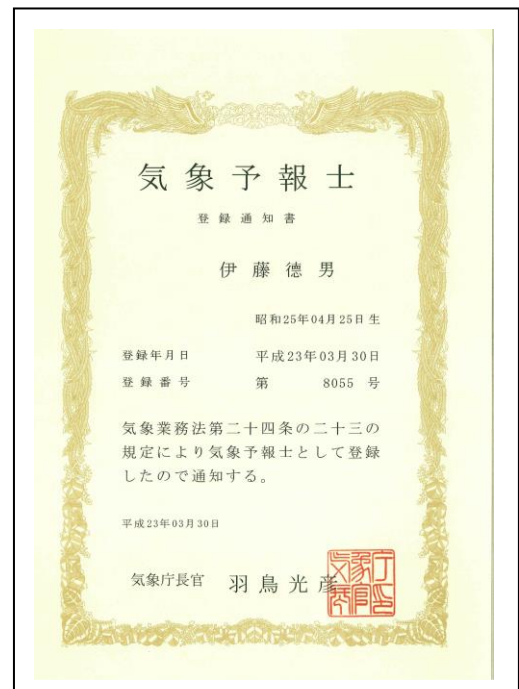 気象予報士
登録通知書
伊藤德男
昭和25年04月25日生
登録年月日 平成23年03月30日
登録番号 第 8055 号
気象業務法第二十四条の二十三の
規定により気象予報士として登録
したので通知する。
平成23年03月30日
気象庁長官 羽鳥光彦